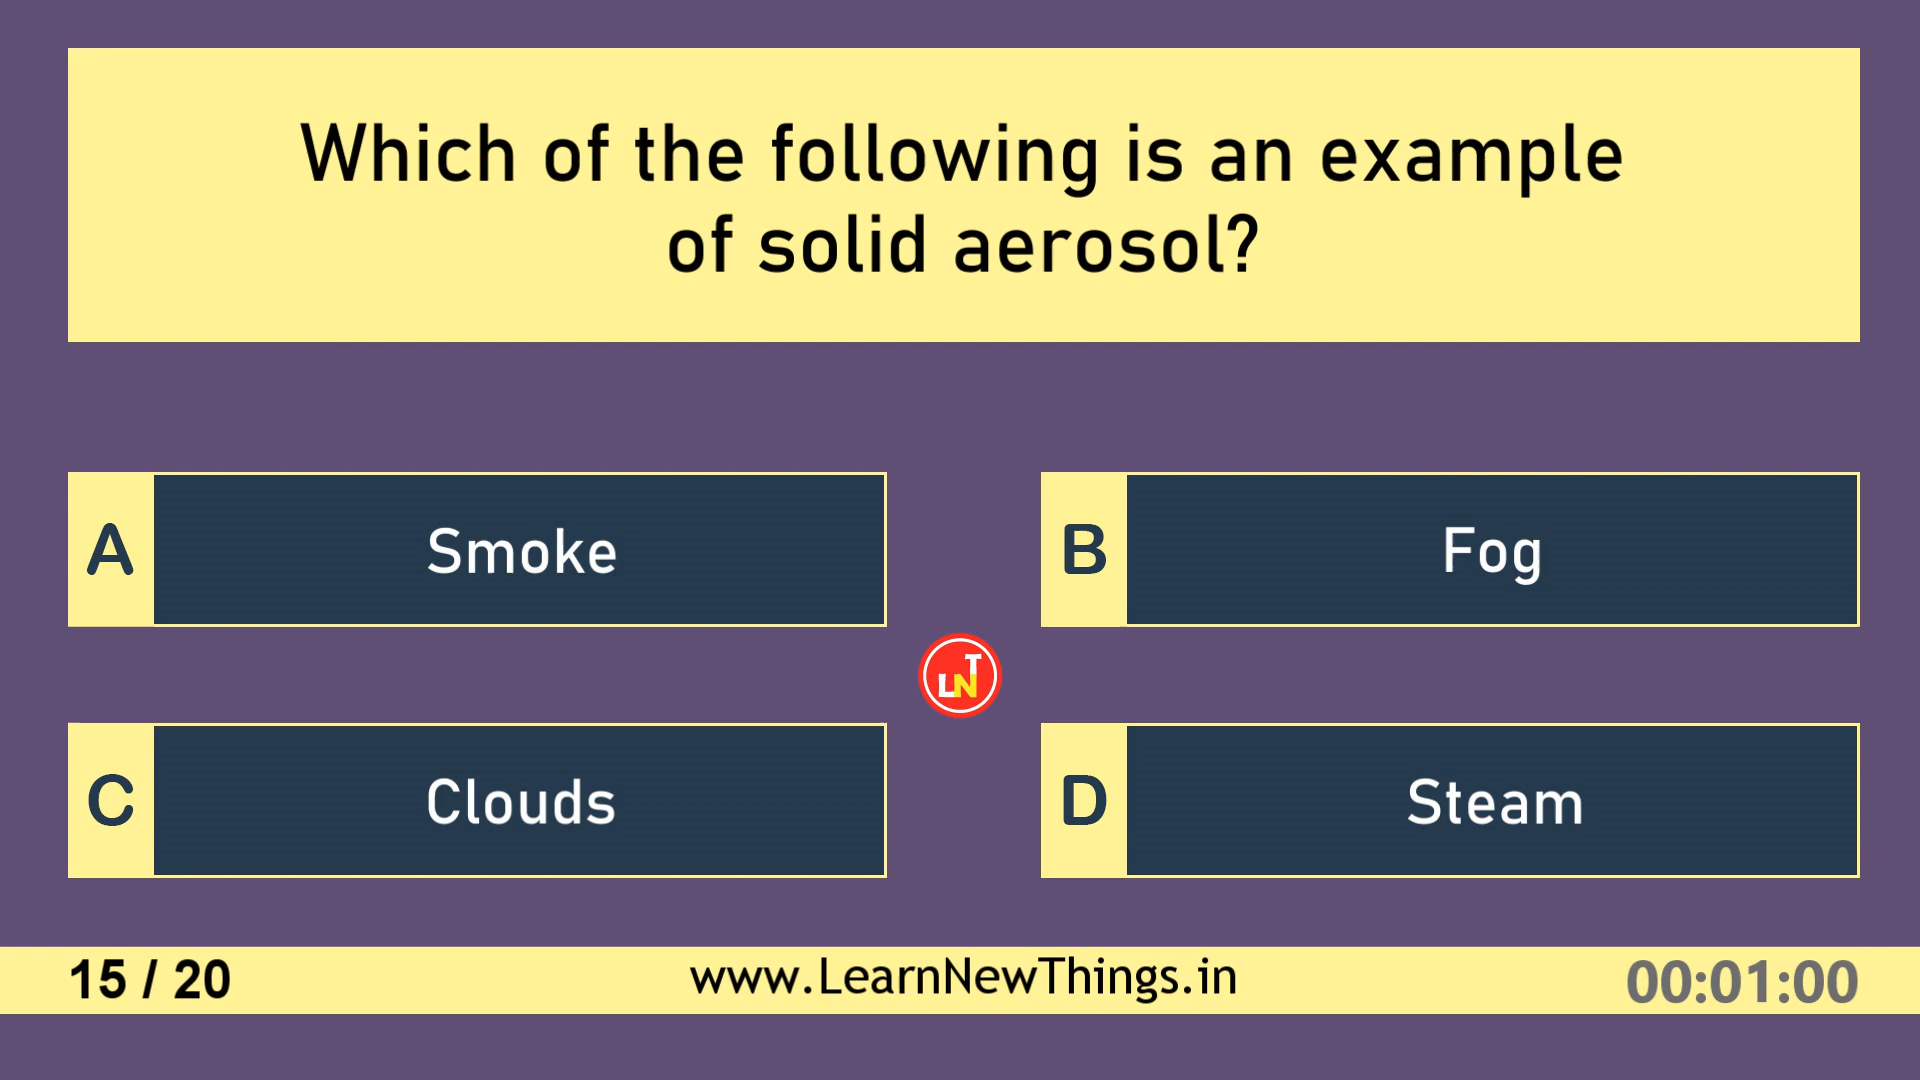 Which of the following is an example
of solid aerosol?
A Smoke
B Fog
LNT
C Clouds
D Steam
15 / 20
www.LearnNewThings.in
00:01:00